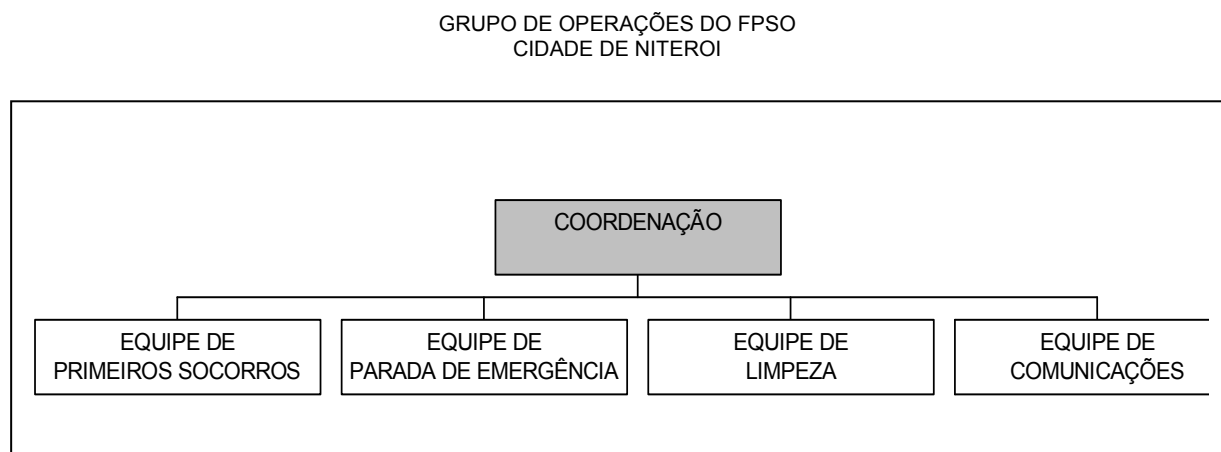 GRUPO DE OPERAÇÕES DO FPSO
CIDADE DE NITEROI
COORDENAÇÃO
EQUIPE DE
PRIMEIROS SOCORROS
EQUIPE DE
PARADA DE EMERGÊNCIA
EQUIPE DE
LIMPEZA
EQUIPE DE
COMUNICAÇÕES